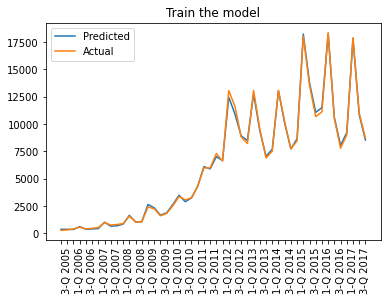 Train the model
Predicted
Actual
17500
15000
12500
10000
7500
5000
2500
0
3-Q 2005
1-Q 2006
3-Q 2006
1-Q 2007
3-Q 2007
1-Q 2008
3-Q 2008
1-Q 2009
3-Q 2009
1-Q 2010
3-Q 2010
1-Q 2011
3-Q 2011
1-Q 2012
3-Q 2012
1-Q 2013
3-Q 2013
1-Q 2014
3-Q 2014
1-Q 2015
3-Q 2015
1-Q 2016
3-Q 2016
1-Q 2017
3-Q 2017